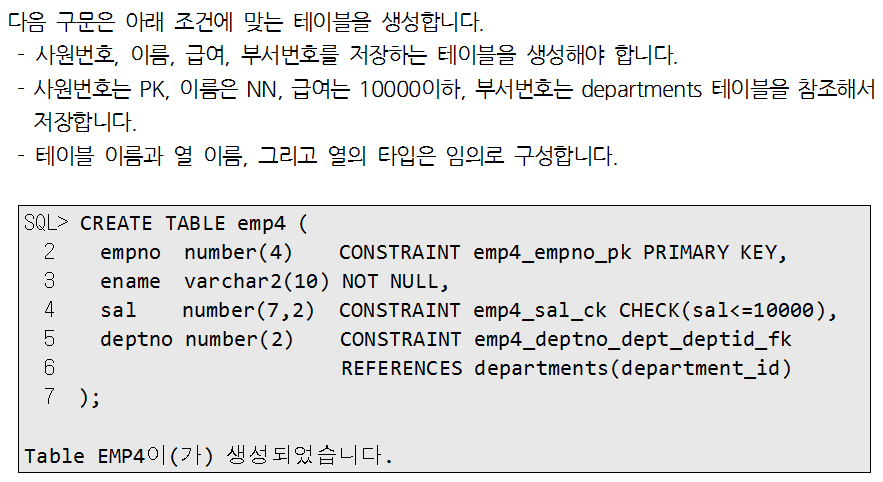 다음 구문은 아래 조건에 맞는 테이블을 생성합니다.
- 사원번호, 이름, 급여, 부서번호를 저장하는 테이블을 생성해야 합니다.
- 사원번호는 PK, 이름은 NN, 급여는 10000이하, 부서번호는 departments 테이블을 참조해서
저장합니다.
- 테이블 이름과 열 이름, 그리고 열의 타입은 임의로 구성합니다.
SQL> CREATE TABLE emp4 (
2 empno number(4) CONSTRAINT emp4_empno_pk PRIMARY KEY,
3 ename varchar2(10) NOT NULL,
4 sal number(7,2) CONSTRAINT emp4_sal_ck CHECK(sal<=10000),
5 deptno number(2) CONSTRAINT emp4_deptno_dept_deptid_fk
6 REFERENCES departments(department_id)
7 );
Table EMP4이(가) 생성되었습니다.